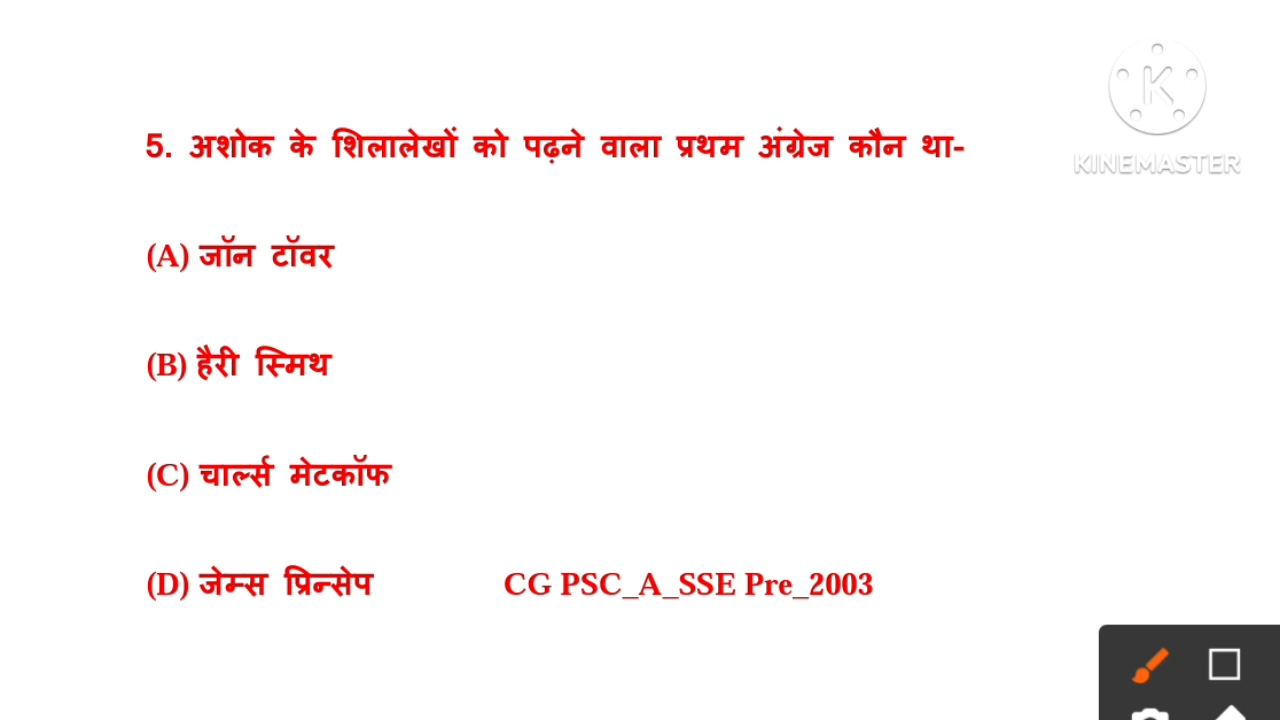 5. अशोक के शिलालेखों को पढ़ने वाला प्रथम अंग्रेज कौन था-
K
KINEMASTER
(A) जॉन टॉवर
(B) हैरी स्मिथ
(C) चार्ल्स मेटकॉफ
(D) जेम्स प्रिन्सेप CG PSC_A_SSE Pre_2003